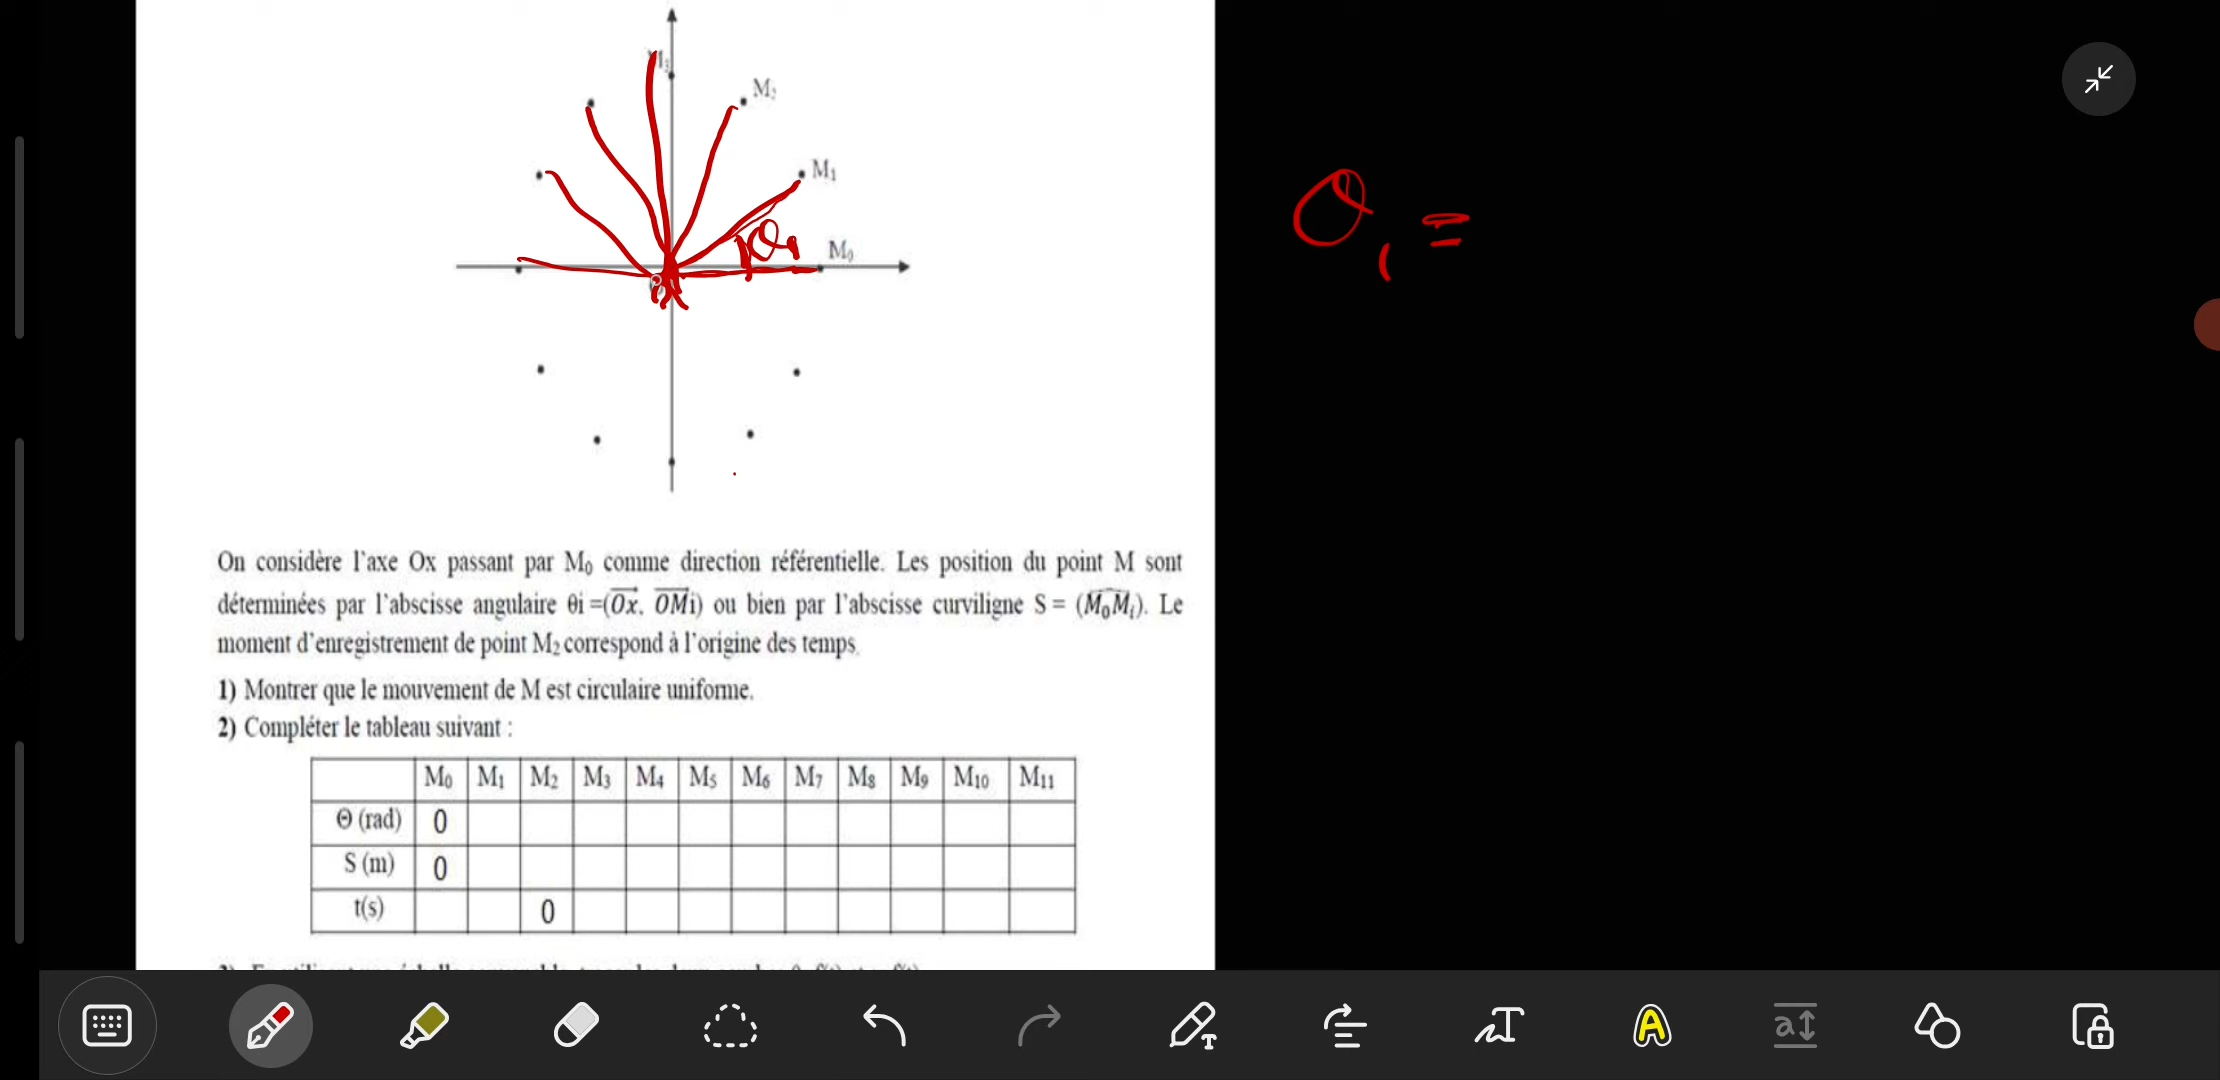 M₂
M₁
M₀
θ₁
θ₁ =
On considère l'axe Ox passant par M₀ comme direction référentielle. Les position du point M sont
déterminées par l'abscisse angulaire θi =(Ox, OMi) ou bien par l'abscisse curviligne S = (M₀Mᵢ). Le
moment d'enregistrement de point M₂ correspond à l'origine des temps.
1) Montrer que le mouvement de M est circulaire uniforme.
2) Compléter le tableau suivant :
M₀ M₁ M₂ M₃ M₄ M₅ M₆ M₇ M₈ M₉ M₁₀ M₁₁
Θ (rad) 0
S (m) 0
t(s) 0